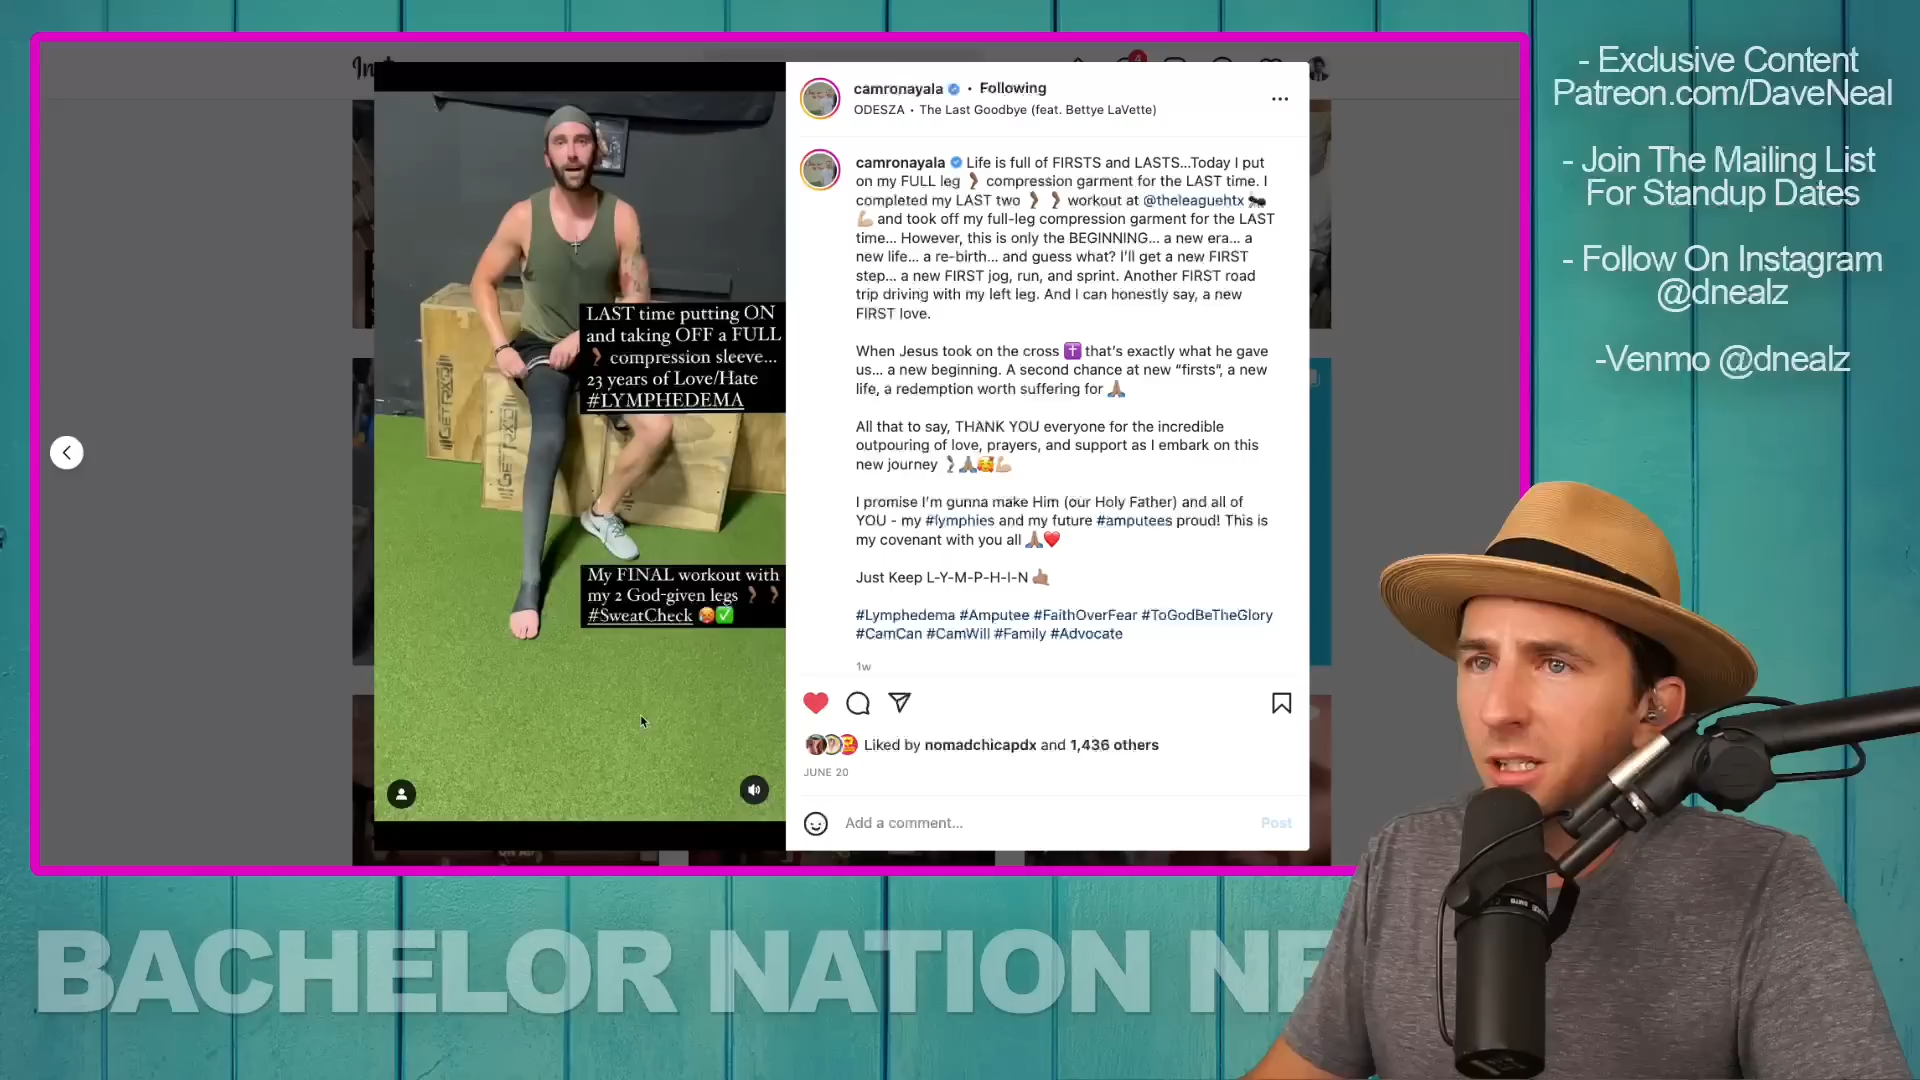 camronayala • Following
ODESZA • The Last Goodbye (feat. Bettye LaVette)
camronayala Life is full of FIRSTS and LASTS...Today I put
on my FULL leg 🦵🏾 compression garment for the LAST time. I
completed my LAST two 🦵🏾 🦵🏾 workout at @theleaguehtx 🐜
💪🏼 and took off my full-leg compression garment for the LAST
time... However, this is only the BEGINNING... a new era... a
new life... a re-birth... and guess what? I'll get a new FIRST
step... a new FIRST jog, run, and sprint. Another FIRST road
trip driving with my left leg. And I can honestly say, a new
FIRST love.
When Jesus took on the cross ✝️ that's exactly what he gave
us... a new beginning. A second chance at new "firsts", a new
life, a redemption worth suffering for 🙏🏽
All that to say, THANK YOU everyone for the incredible
outpouring of love, prayers, and support as I embark on this
new journey 🦿🙏🏽🥰💪🏼
I promise I'm gunna make Him (our Holy Father) and all of
YOU - my #lymphies and my future #amputees proud! This is
my covenant with you all 🙏🏽❤️
Just Keep L-Y-M-P-H-I-N 🤙🏽
#Lymphedema #Amputee #FaithOverFear #ToGodBeTheGlory
#CamCan #CamWill #Family #Advocate
1w
Liked by nomadchicapdx and 1,436 others
JUNE 20
Add a comment...
Post
LAST time putting ON
and taking OFF a FULL
🦵🏾 compression sleeve...
23 years of Love/Hate
#LYMPHEDEMA
My FINAL workout with
my 2 God-given legs 🦵🏾🦵🏾
#SweatCheck 🥵✅
GETRXD
GETRXD
GETRXD
4
- Exclusive Content
Patreon.com/DaveNeal
- Join The Mailing List
For Standup Dates
- Follow On Instagram
@dnealz
-Venmo @dnealz
BACHELOR NATION NE